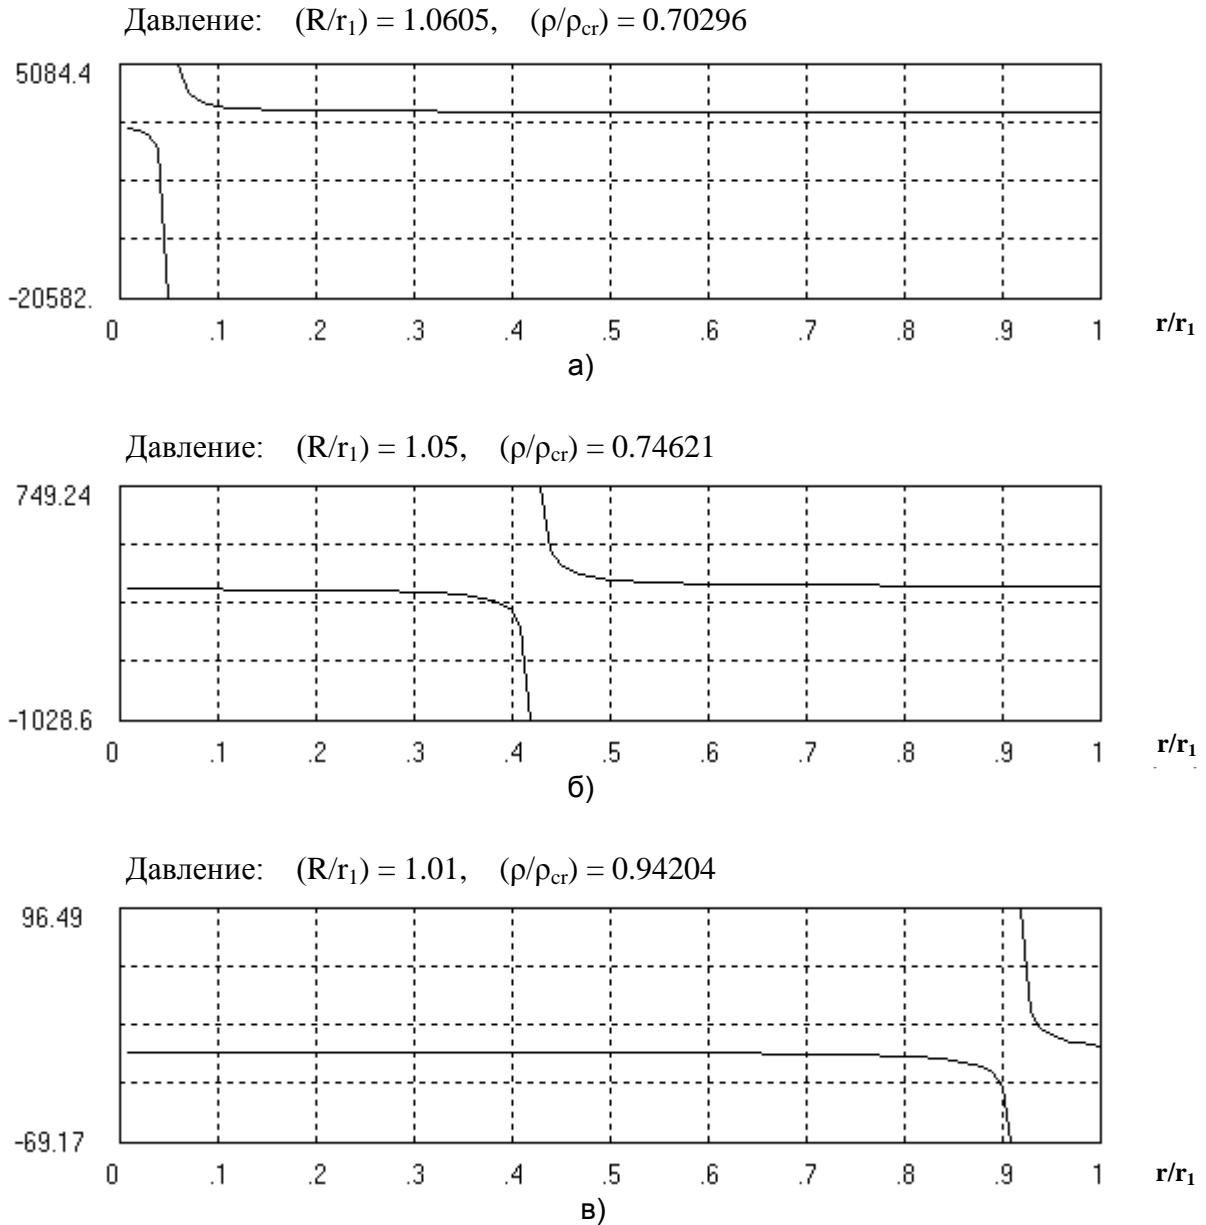 Давление: (R/r₁) = 1.0605, (ρ/ρcr) = 0.70296
5084.4
-20582.
0 .1 .2 .3 .4 .5 .6 .7 .8 .9 1 r/r₁
а)
Давление: (R/r₁) = 1.05, (ρ/ρcr) = 0.74621
749.24
-1028.6
0 .1 .2 .3 .4 .5 .6 .7 .8 .9 1 r/r₁
б)
Давление: (R/r₁) = 1.01, (ρ/ρcr) = 0.94204
96.49
-69.17
0 .1 .2 .3 .4 .5 .6 .7 .8 .9 1 r/r₁
в)